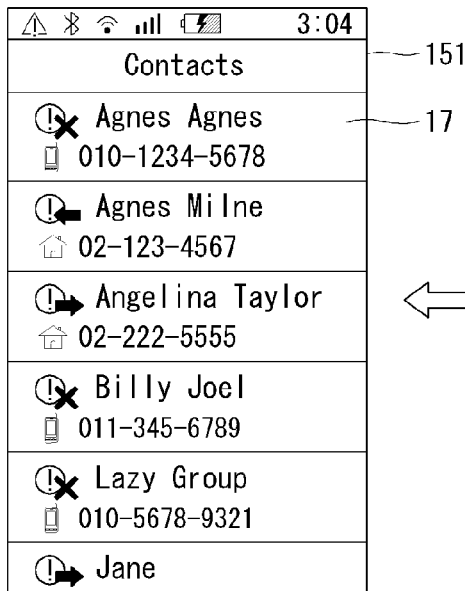 3:04
Contacts
151
Agnes Agnes
17
010-1234-5678
Agnes Milne
02-123-4567
Angelina Taylor
02-222-5555
Billy Joel
011-345-6789
Lazy Group
010-5678-9321
Jane